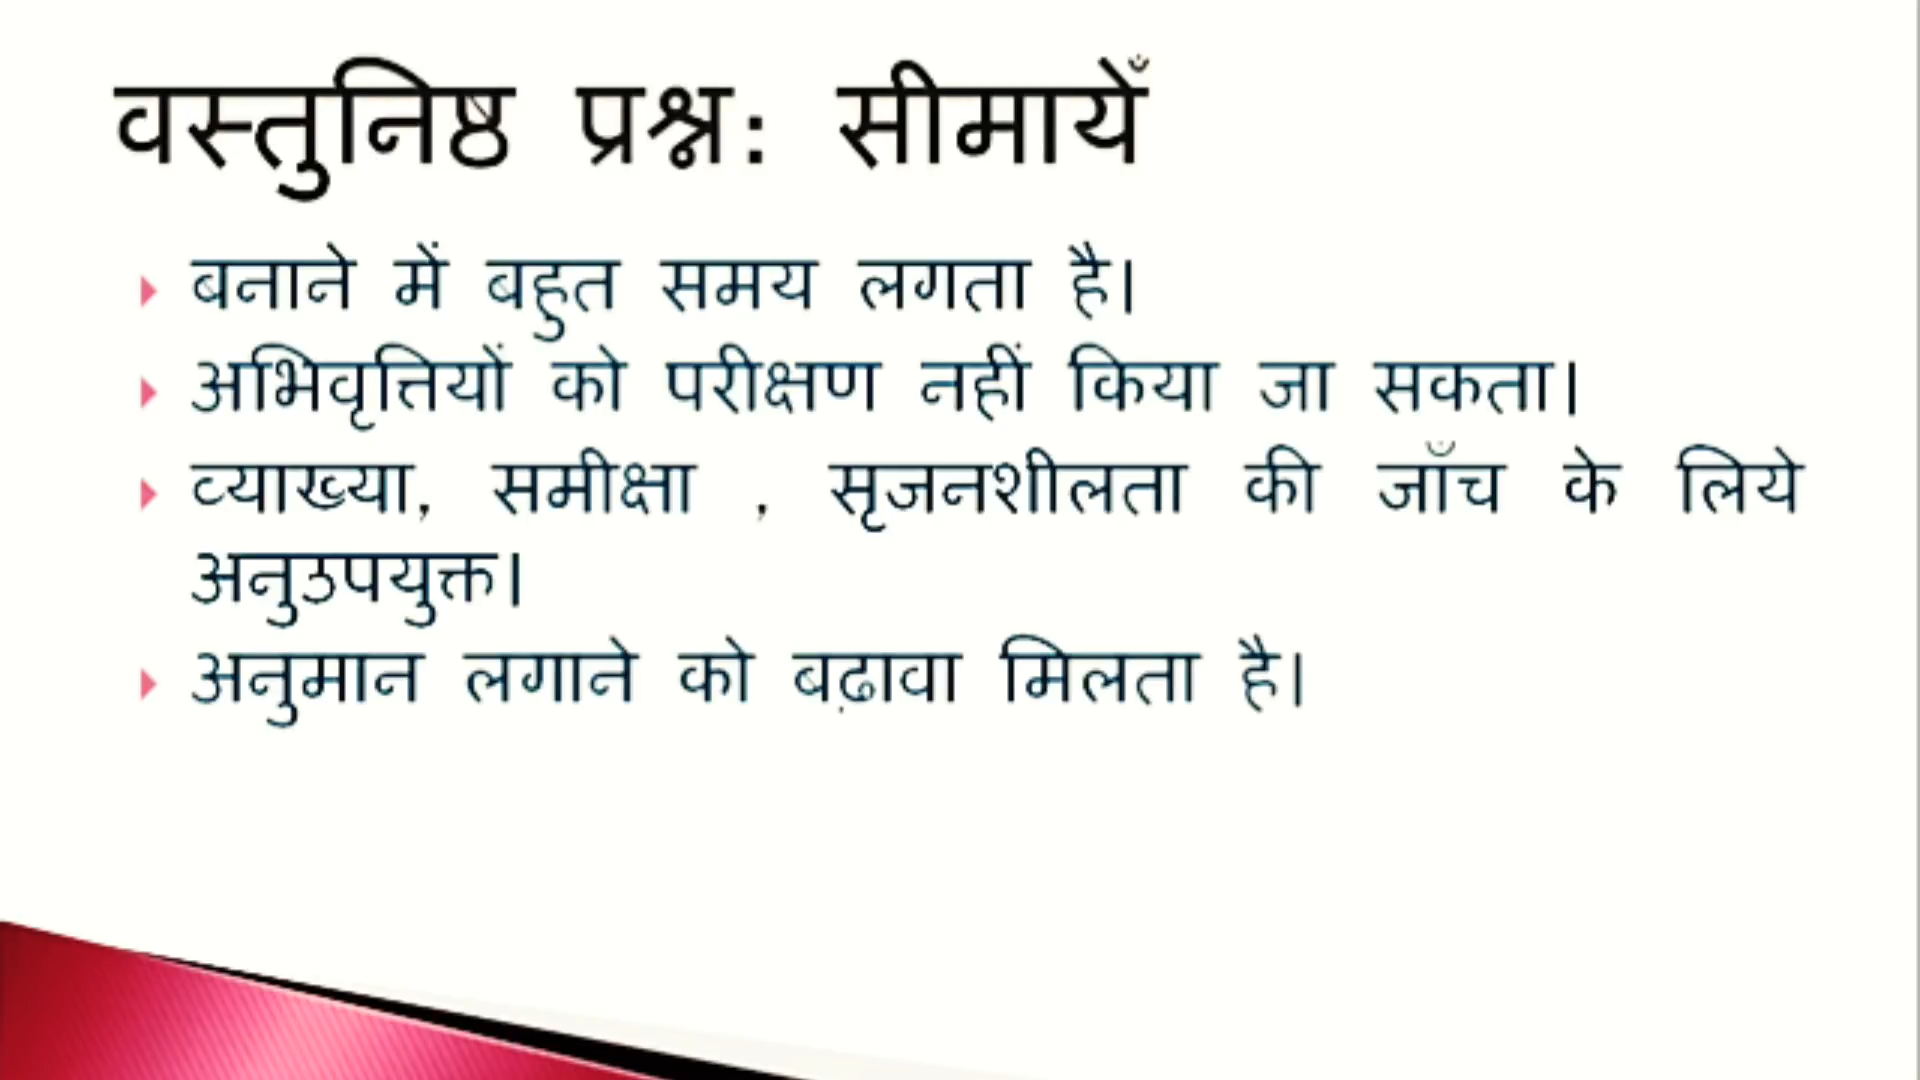 वस्तुनिष्ठ प्रश्न: सीमायेँ
बनाने में बहुत समय लगता है।
अभिवृत्तियों को परीक्षण नहीं किया जा सकता।
व्याख्या, समीक्षा , सृजनशीलता की जाँच के लिये
अनुउपयुक्त।
अनुमान लगाने को बढ़ावा मिलता है।